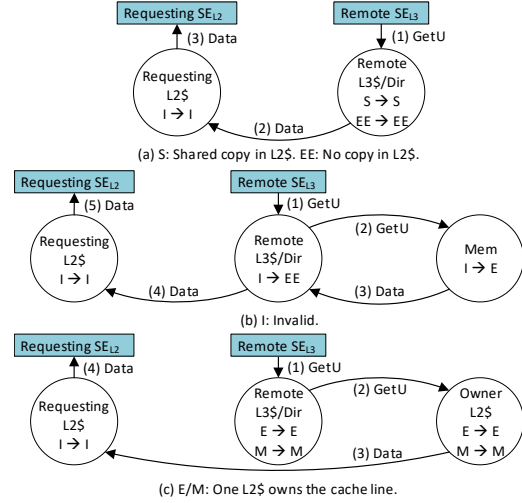 Requesting SEL2
Remote SEL3
(3) Data
(1) GetU
Requesting
L2$
I → I
Remote
L3$/Dir
S → S
EE → EE
(2) Data
(a) S: Shared copy in L2$. EE: No copy in L2$.
Requesting SEL2
Remote SEL3
(5) Data
(1) GetU
(2) GetU
Requesting
L2$
I → I
Remote
L3$/Dir
I → EE
Mem
I → E
(4) Data
(3) Data
(b) I: Invalid.
Requesting SEL2
Remote SEL3
(4) Data
(1) GetU
(2) GetU
Requesting
L2$
I → I
Remote
L3$/Dir
E → E
M → M
Owner
L2$
E → E
M → M
(3) Data
(c) E/M: One L2$ owns the cache line.